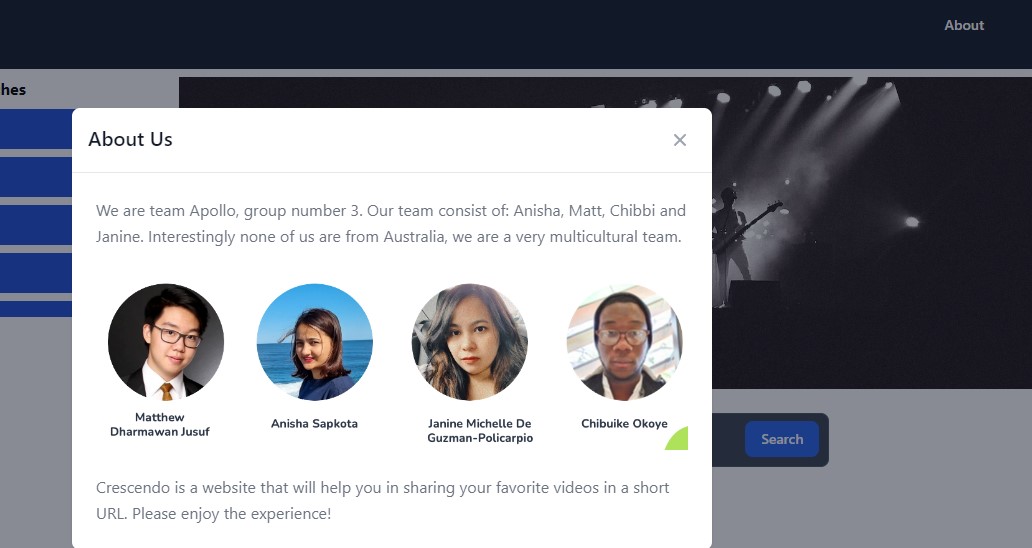 About
hes
About Us
×
We are team Apollo, group number 3. Our team consist of: Anisha, Matt, Chibbi and
Janine. Interestingly none of us are from Australia, we are a very multicultural team.
Matthew
Dharmawan Jusuf
Anisha Sapkota
Janine Michelle De
Guzman-Policarpio
Chibuike Okoye
Search
Crescendo is a website that will help you in sharing your favorite videos in a short
URL. Please enjoy the experience!